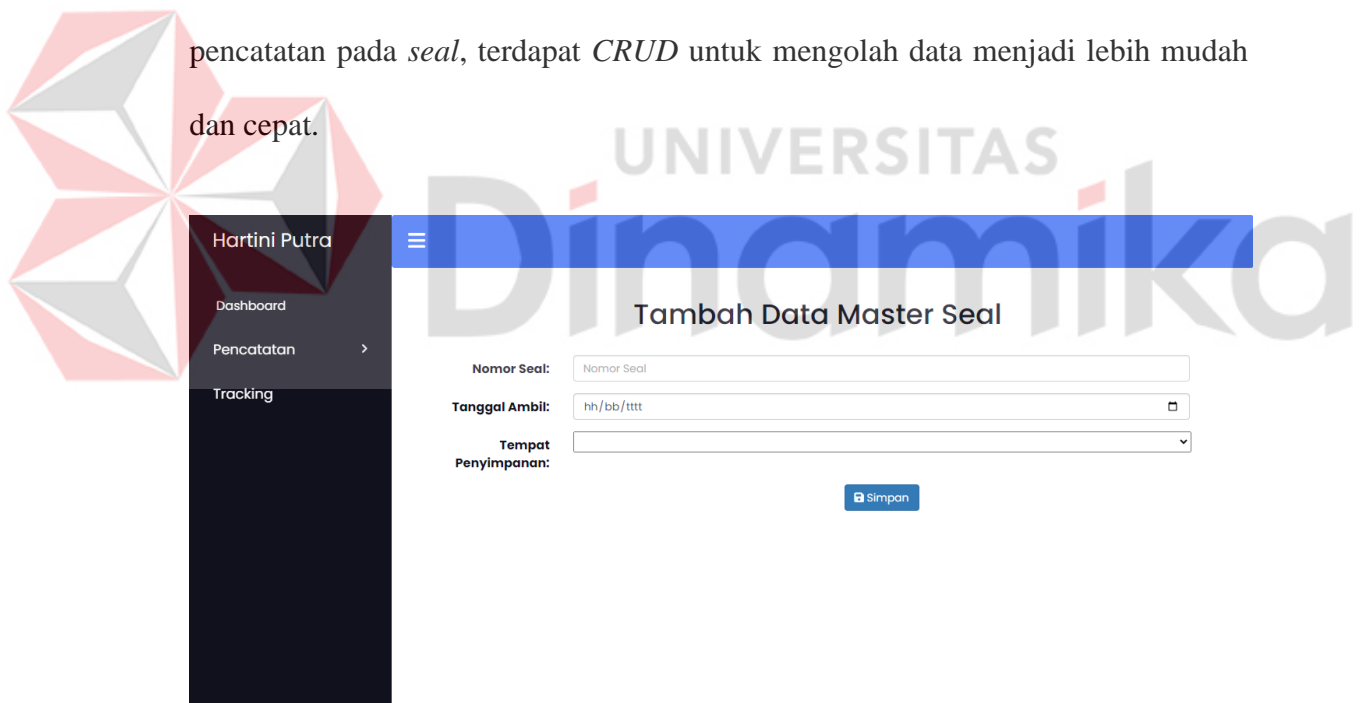 pencatatan pada seal, terdapat CRUD untuk mengolah data menjadi lebih mudah
dan cepat.
UNIVERSITAS
Dinamika
Hartini Putra
Dashboard
Pencatatan
Tracking
Tambah Data Master Seal
Nomor Seal:
Nomor Seal
Tanggal Ambil:
hh/bb/tttt
Tempat
Penyimpanan:
Simpan